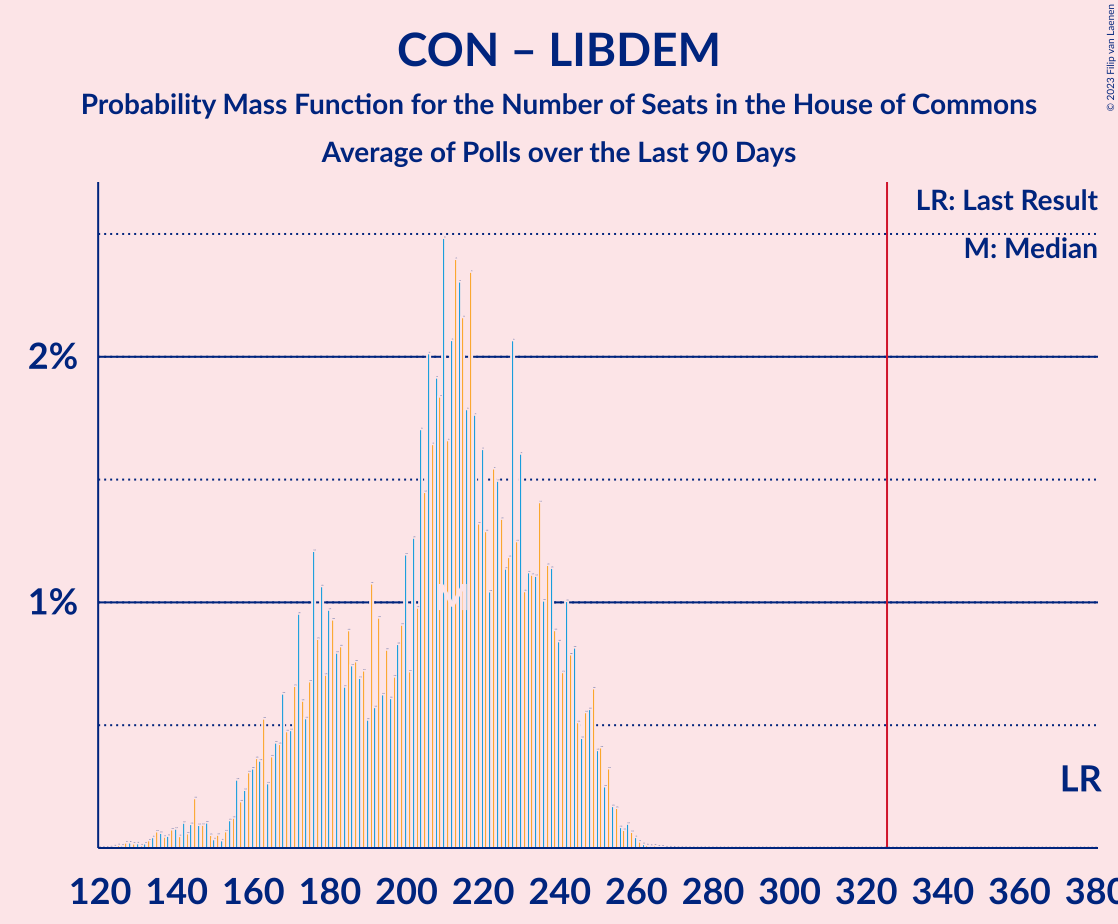 CON – LIBDEM
Probability Mass Function for the Number of Seats in the House of Commons
Average of Polls over the Last 90 Days
© 2023 Filip van Laenen
LR: Last Result
M: Median
2%
1%
M
LR
120 140 160 180 200 220 240 260 280 300 320 340 360 380